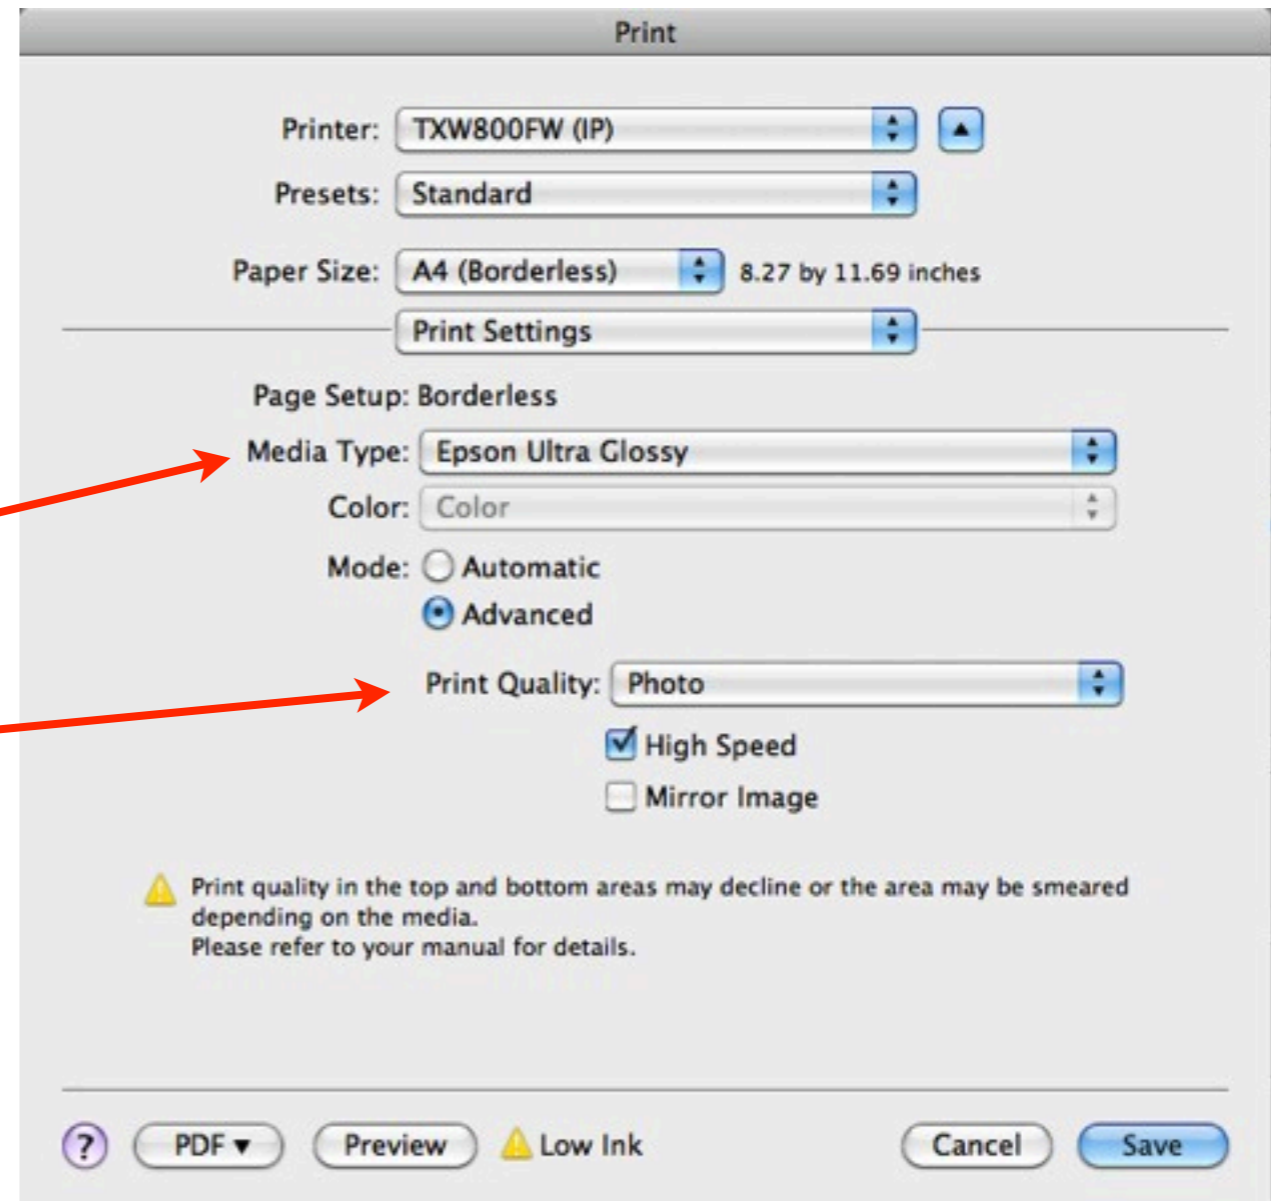 Print
Printer: TXW800FW (IP)
Presets: Standard
Paper Size: A4 (Borderless) 8.27 by 11.69 inches
Print Settings
Page Setup: Borderless
Media Type: Epson Ultra Glossy
Color: Color
Mode: Automatic
Advanced
Print Quality: Photo
High Speed
Mirror Image
Print quality in the top and bottom areas may decline or the area may be smeared
depending on the media.
Please refer to your manual for details.
? PDF▼ Preview Low Ink Cancel Save